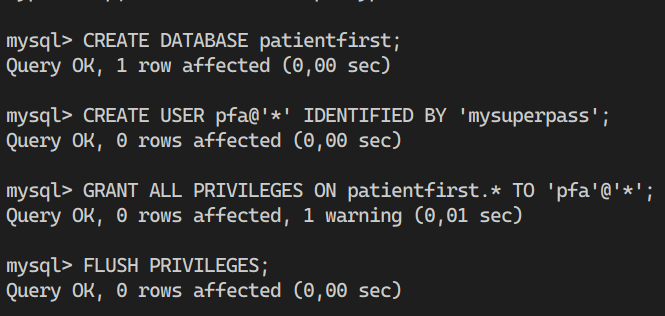 mysql> CREATE DATABASE patientfirst;
Query OK, 1 row affected (0,00 sec)
mysql> CREATE USER pfa@'*' IDENTIFIED BY 'mysuperpass';
Query OK, 0 rows affected (0,00 sec)
mysql> GRANT ALL PRIVILEGES ON patientfirst.* TO 'pfa'@'*';
Query OK, 0 rows affected, 1 warning (0,01 sec)
mysql> FLUSH PRIVILEGES;
Query OK, 0 rows affected (0,00 sec)